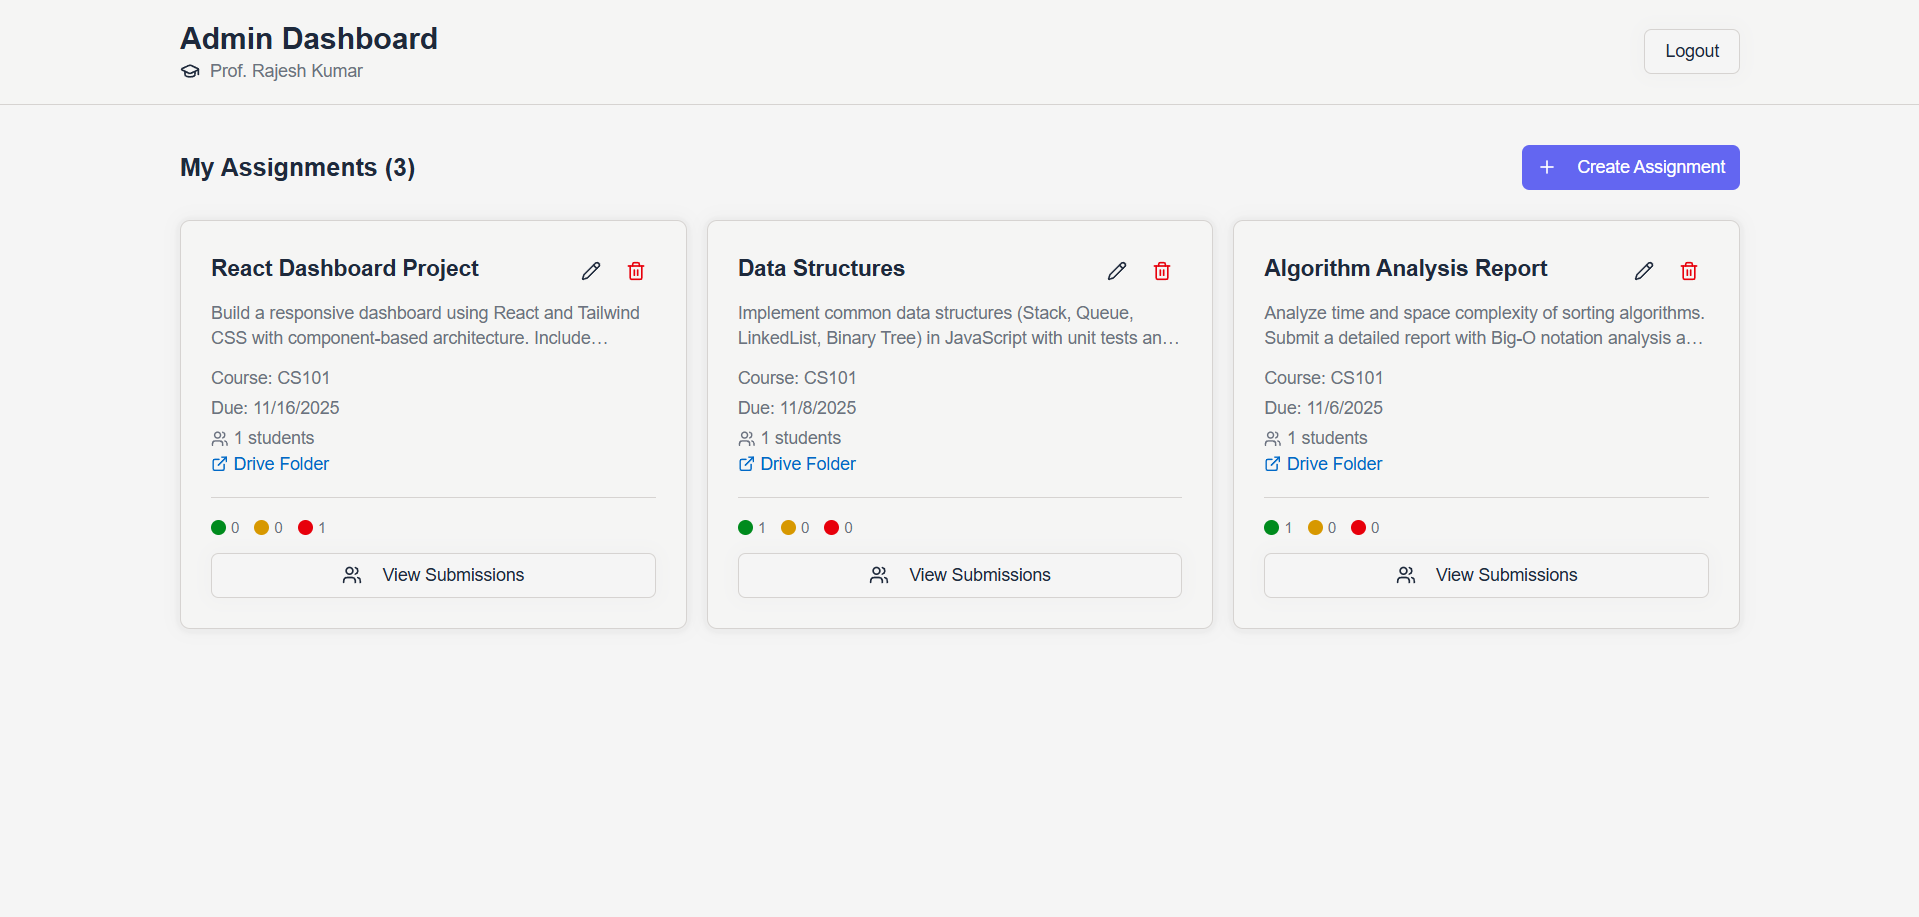 Admin Dashboard
Prof. Rajesh Kumar
Logout
My Assignments (3)
Create Assignment
React Dashboard Project
Build a responsive dashboard using React and Tailwind
CSS with component-based architecture. Include…
Course: CS101
Due: 11/16/2025
1 students
Drive Folder
0 0 1
View Submissions
Data Structures
Implement common data structures (Stack, Queue,
LinkedList, Binary Tree) in JavaScript with unit tests an…
Course: CS101
Due: 11/8/2025
1 students
Drive Folder
1 0 0
View Submissions
Algorithm Analysis Report
Analyze time and space complexity of sorting algorithms.
Submit a detailed report with Big-O notation analysis a…
Course: CS101
Due: 11/6/2025
1 students
Drive Folder
1 0 0
View Submissions